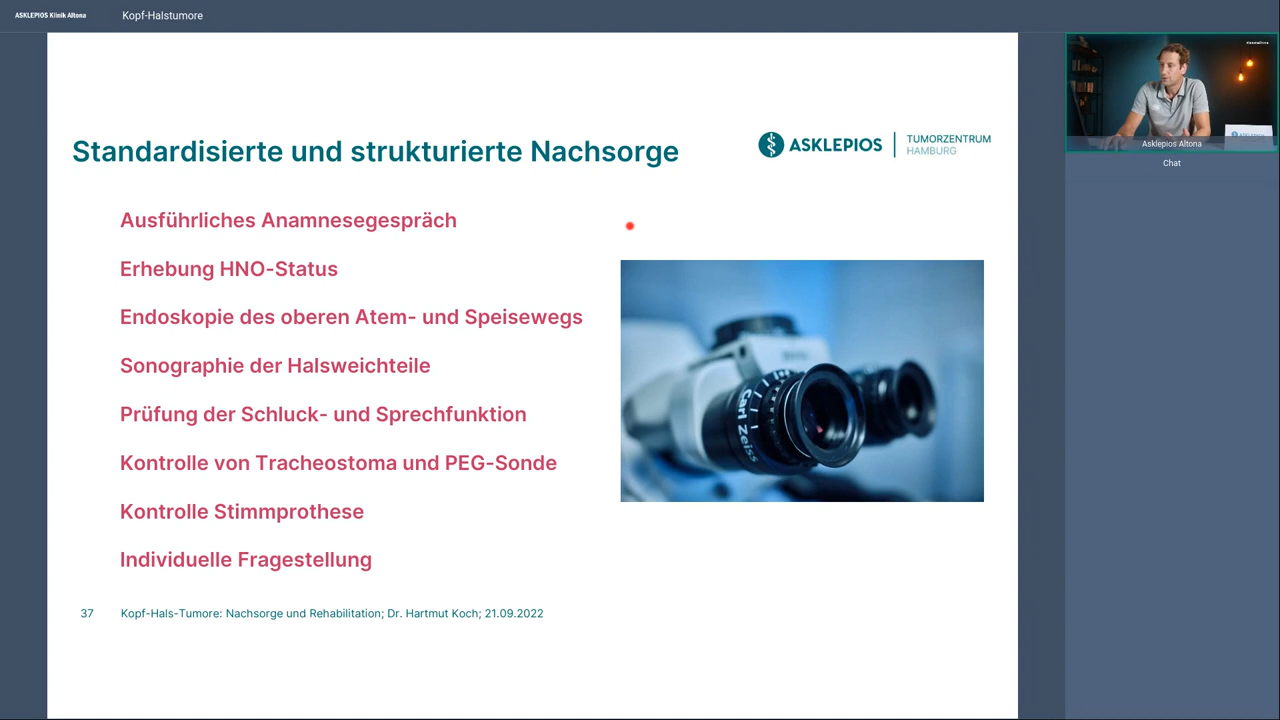 ASKLEPIOS Klinik Altona
Kopf-Halstumore
Standardisierte und strukturierte Nachsorge
ASKLEPIOS
TUMORZENTRUM
HAMBURG
Ausführliches Anamnesegespräch
Erhebung HNO-Status
Endoskopie des oberen Atem- und Speisewegs
Sonographie der Halsweichteile
Prüfung der Schluck- und Sprechfunktion
Kontrolle von Tracheostoma und PEG-Sonde
Kontrolle Stimmprothese
Individuelle Fragestellung
Carl Zeiss
37
Kopf-Hals-Tumore: Nachsorge und Rehabilitation; Dr. Hartmut Koch; 21.09.2022
Asklepios Altona
Chat